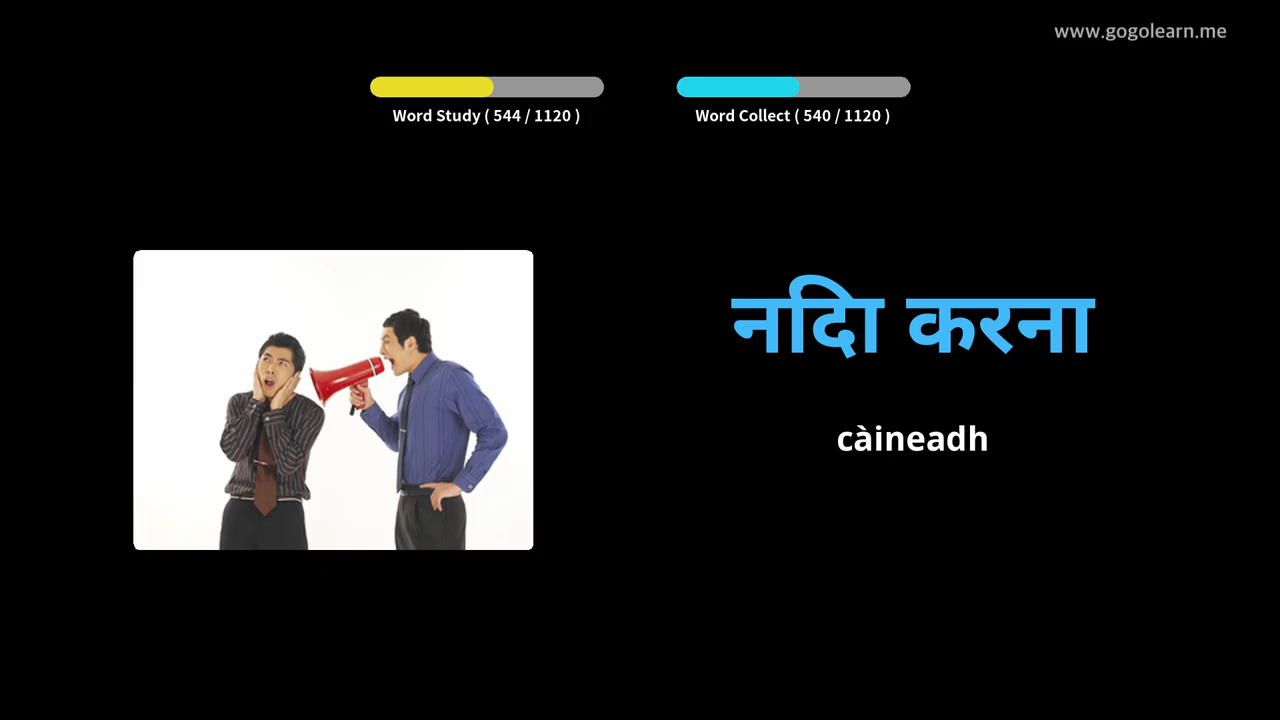 www.gogolearn.me
Word Study ( 544 / 1120 )
Word Collect ( 540 / 1120 )
नदिा करना
càineadh